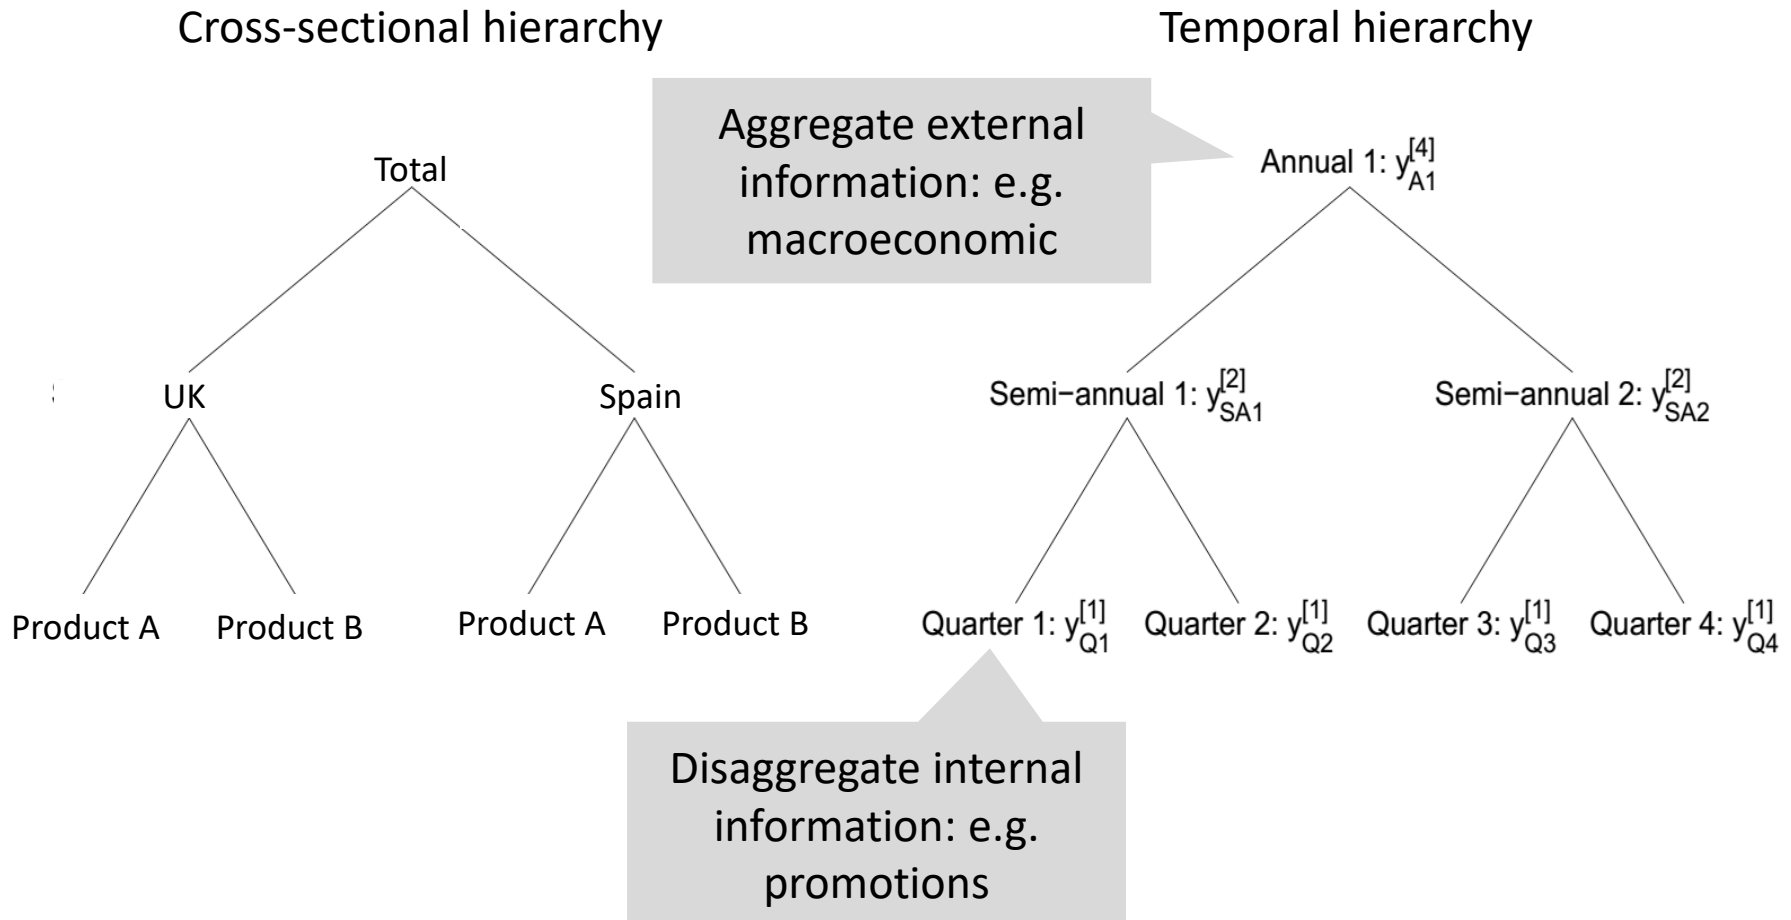 Cross-sectional hierarchy
Temporal hierarchy
Aggregate external
information: e.g.
macroeconomic
Total
Annual 1: y[4]A1
UK
Spain
Semi−annual 1: y[2]SA1
Semi−annual 2: y[2]SA2
Product A
Product B
Product A
Product B
Quarter 1: y[1]Q1
Quarter 2: y[1]Q2
Quarter 3: y[1]Q3
Quarter 4: y[1]Q4
Disaggregate internal
information: e.g.
promotions